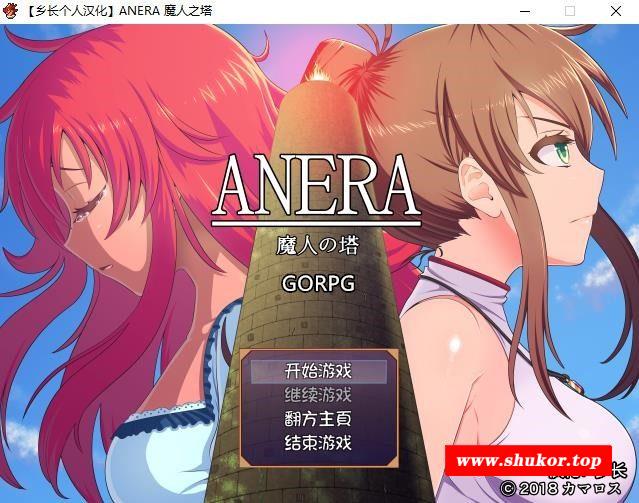 【乡长个人汉化】ANERA 魔人之塔
ANERA
魔人の塔
GORPG
开始游戏
继续游戏
翻方主頁
结束游戏
www.shukor.top
© 2018 カマロス